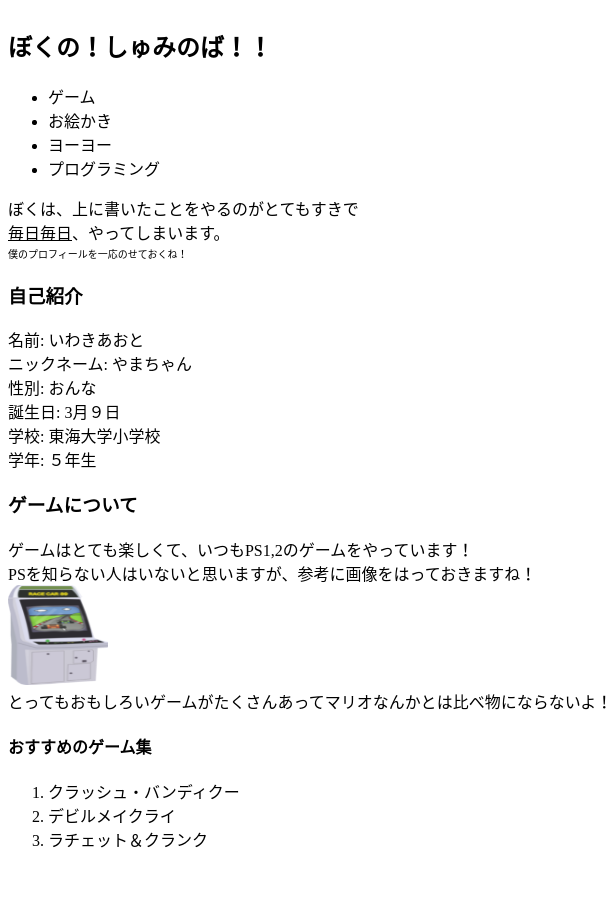 ぼくの！しゅみのば！！
ゲーム
お絵かき
ヨーヨー
プログラミング
ぼくは、上に書いたことをやるのがとてもすきで
毎日毎日、やってしまいます。
僕のプロフィールを一応のせておくね！
自己紹介
名前: いわきあおと
ニックネーム: やまちゃん
性別: おんな
誕生日: 3月９日
学校: 東海大学小学校
学年: ５年生
ゲームについて
ゲームはとても楽しくて、いつもPS1,2のゲームをやっています！
PSを知らない人はいないと思いますが、参考に画像をはっておきますね！
RACE CAR 86
とってもおもしろいゲームがたくさんあってマリオなんかとは比べ物にならないよ！
おすすめのゲーム集
1. クラッシュ・バンディクー
2. デビルメイクライ
3. ラチェット＆クランク